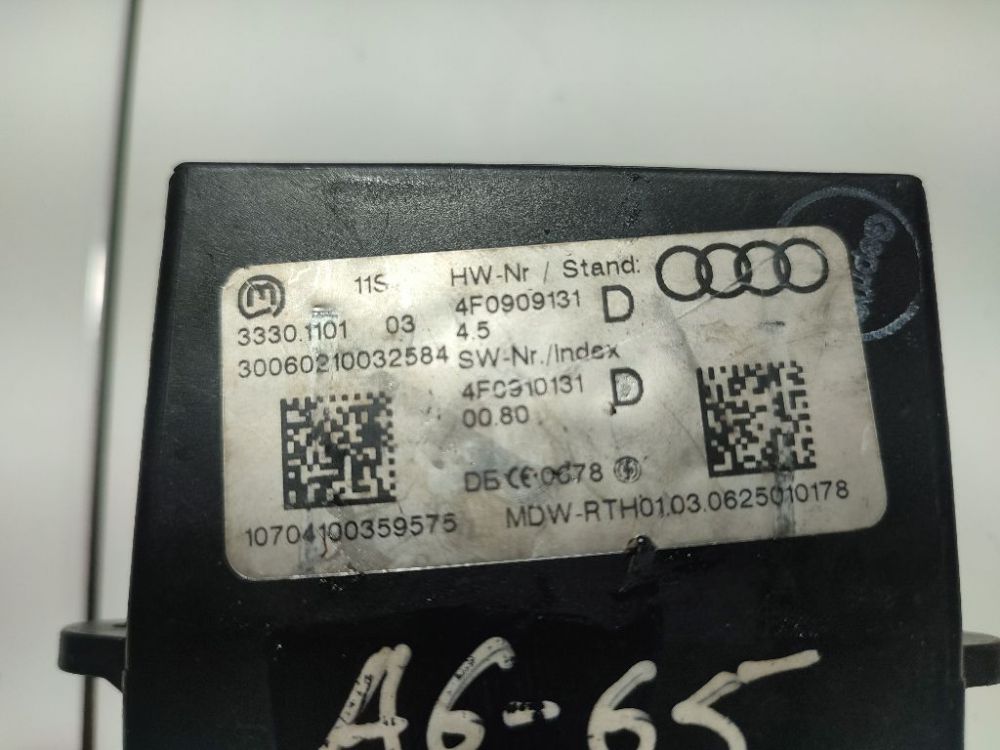 11S HW-Nr / Stand:
3330.1101 03 4F0909131 D
4.5
30060210032584 SW-Nr./Index
4F0910131 D
00.80
DE CE 0678
10704100359575 MDW-RTH01.03.0625010178
A6-65